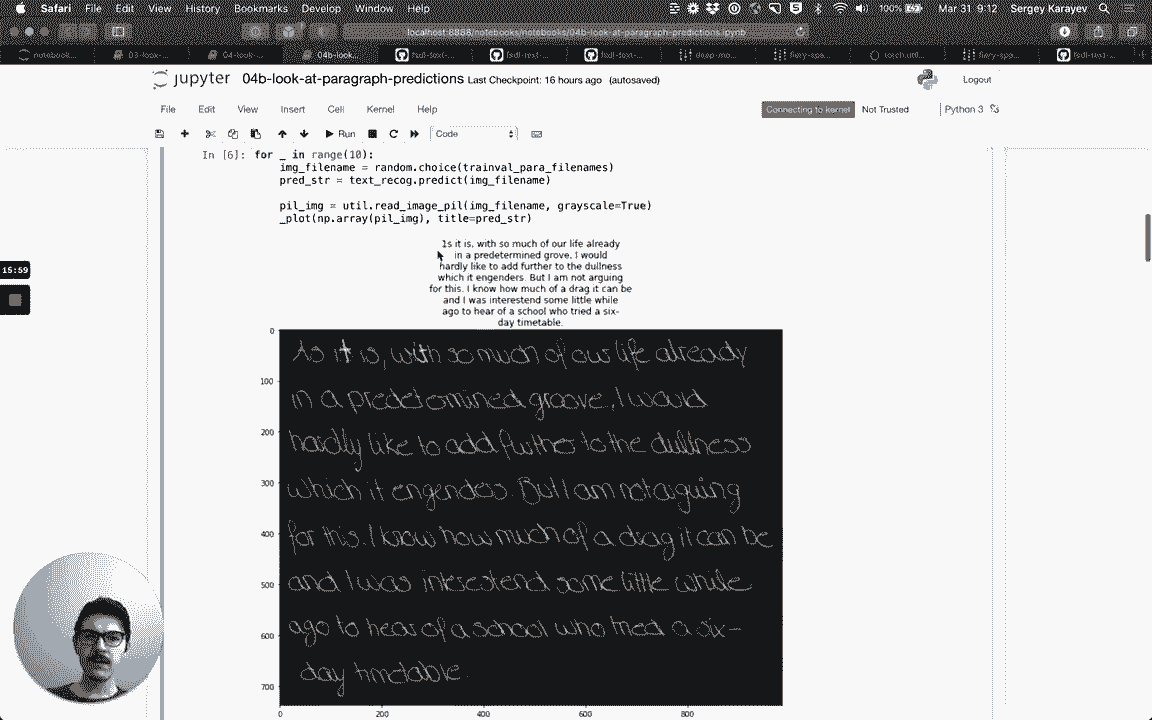 Safari File Edit View History Bookmarks Develop Window Help 100% Mar 31 9:12 Sergey Karayev
localhost:8888/notebooks/notebooks/04b-look-at-paragraph-predictions.ipynb
notebook... 03-look-... 04-look-... 04b-look... fsdl-text-... fsdl-text-... fsdl-text-...
jupyter 04b-look-at-paragraph-predictions Last Checkpoint: 16 hours ago (autosaved) Logout
File Edit View Insert Cell Kernel Help Connecting to kernel Not Trusted Python 3
Run Code
In [6]: for _ in range(10):
img_filename = random.choice(trainval_para_filenames)
pred_str = text_recog.predict(img_filename)
pil_img = util.read_image_pil(img_filename, grayscale=True)
_plot(np.array(pil_img), title=pred_str)
1s it is, with so much of our life already
in a predetermined grove, I would
hardly like to add further to the dullness
which it engenders. But I am not arguing
for this. I know how much of a drag it can be
and I was interestend some little while
ago to hear of a school who tried a six-
day timetable.
15:59
0
100
200
300
400
500
600
700
As it is, with so much of our life already
in a predetermined groove, I would
hardly like to add further to the dullness
which it engenders. But I am not arguing
for this. I know how much of a drag it can be
and I was interestend some little while
ago to hear of a school who tried a six-
day timetable.
0 200 400 600 800